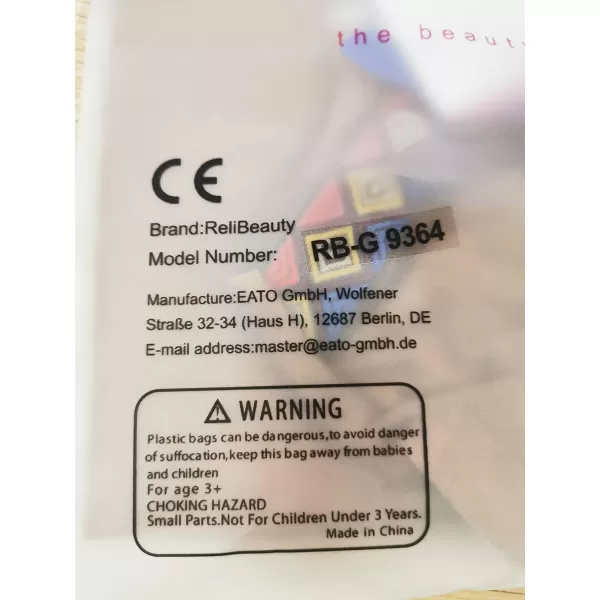 the beaut
CE
Brand:ReliBeauty
Model Number: RB-G 9364
Manufacture:EATO GmbH, Wolfener
Straße 32-34 (Haus H), 12687 Berlin, DE
E-mail address:master@eato-gmbh.de
WARNING
Plastic bags can be dangerous,to avoid danger
of suffocation,keep this bag away from babies
and children
For age 3+
CHOKING HAZARD
Small Parts.Not For Children Under 3 Years.
Made in China